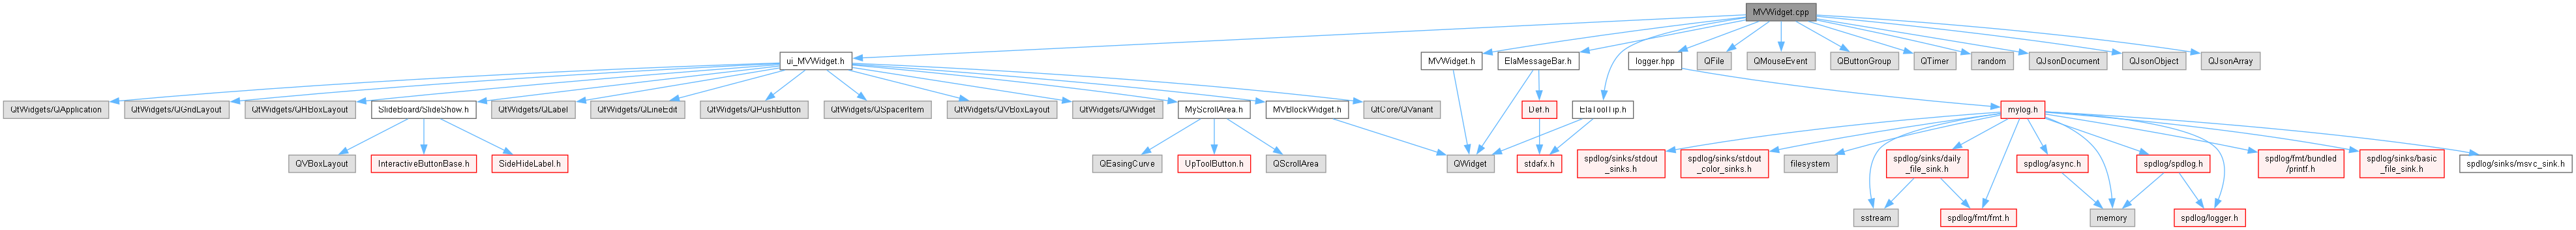 MVWidget.cpp
ui_MVWidget.h
MVWidget.h
ElaMessageBar.h
logger.hpp
QFile
QMouseEvent
QButtonGroup
QTimer
random
QJsonDocument
QJsonObject
QJsonArray
QtWidgets/QApplication
QtWidgets/QGridLayout
QtWidgets/QHBoxLayout
SlideBoard/SlideShow.h
QtWidgets/QLabel
QtWidgets/QLineEdit
QtWidgets/QPushButton
QtWidgets/QSpacerItem
QtWidgets/QVBoxLayout
QtWidgets/QWidget
MyScrollArea.h
MVBlockWidget.h
QtCore/QVariant
Def.h
ElaToolTip.h
mylog.h
QVBoxLayout
InteractiveButtonBase.h
SideHideLabel.h
QEasingCurve
UpToolButton.h
QScrollArea
QWidget
stdafx.h
spdlog/sinks/stdout
_sinks.h
spdlog/sinks/stdout
_color_sinks.h
filesystem
spdlog/sinks/daily
_file_sink.h
spdlog/async.h
spdlog/spdlog.h
spdlog/fmt/bundled
/printf.h
spdlog/sinks/basic
_file_sink.h
spdlog/sinks/msvc_sink.h
sstream
spdlog/fmt/fmt.h
memory
spdlog/logger.h